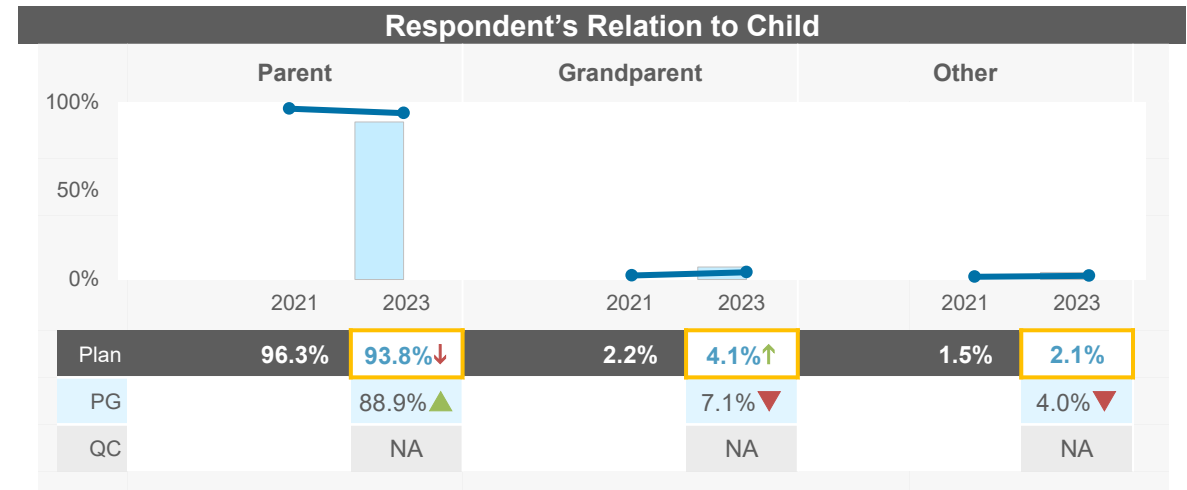 Respondent’s Relation to Child
Parent Grandparent Other
100%
50%
0%
2021 2023 2021 2023 2021 2023
Plan 96.3% 93.8%↓ 2.2% 4.1%↑ 1.5% 2.1%
PG 88.9%▲ 7.1%▼ 4.0%▼
QC NA NA NA